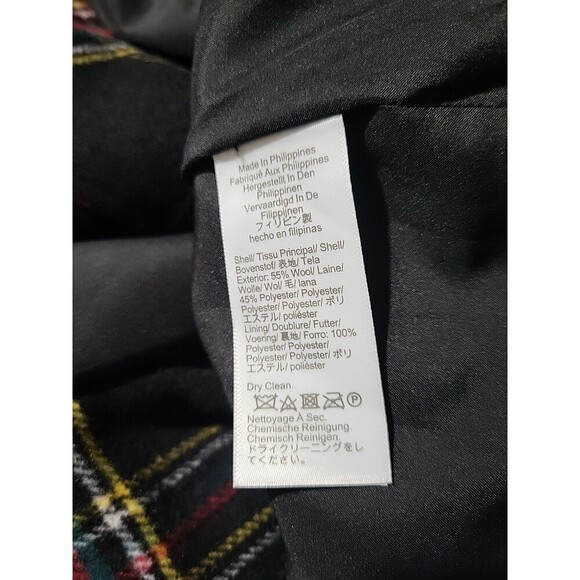 Made In Philippines
Fabriqué Aux Philippines
Hergestellt In Den
Philippinen
Vervaardigd In De
Filippijnen
フィリピン製
hecho en filipinas
Shell/ Tissu Principal/ Shell/
Bovenstof/ 表地/ Tela
Exterior: 55% Wool/ Laine/
Wolle/ Wol/ 毛/ lana
45% Polyester/ Polyester/
Polyester/ Polyester/ ポリ
エステル/ poliéster
Lining/ Doublure/ Futter/
Voering/ 裏地/ Forro: 100%
Polyester/ Polyester/
Polyester/ Polyester/ ポリ
エステル/ poliéster
Dry Clean.
P
Nettoyage À Sec.
Chemische Reinigung.
Chemisch Reinigen.
ドライクリーニングをし
てください。